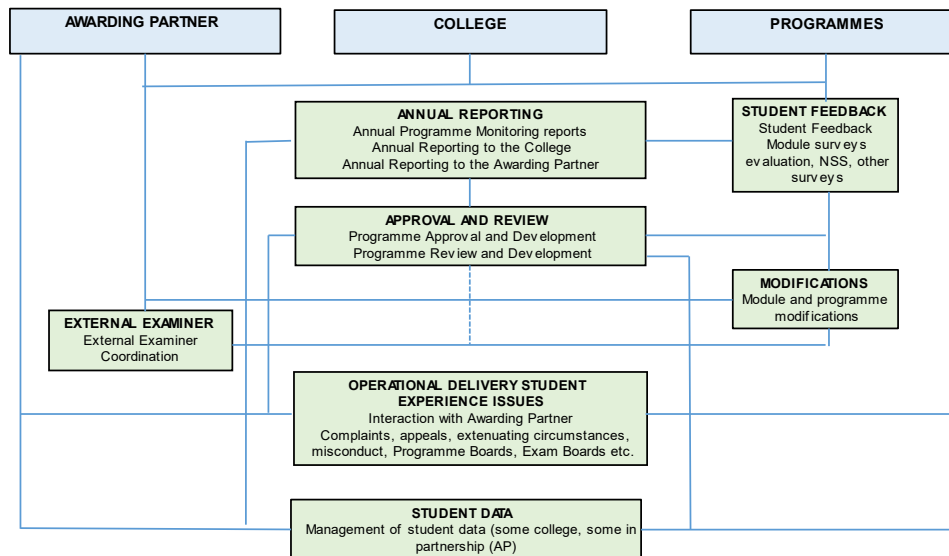 AWARDING PARTNER
COLLEGE
PROGRAMMES
ANNUAL REPORTING
Annual Programme Monitoring reports
Annual Reporting to the College
Annual Reporting to the Awarding Partner
STUDENT FEEDBACK
Student Feedback
Module surveys
evaluation, NSS, other
surveys
APPROVAL AND REVIEW
Programme Approval and Development
Programme Review and Development
MODIFICATIONS
Module and programme
modifications
EXTERNAL EXAMINER
External Examiner
Coordination
OPERATIONAL DELIVERY STUDENT
EXPERIENCE ISSUES
Interaction with Awarding Partner
Complaints, appeals, extenuating circumstances,
misconduct, Programme Boards, Exam Boards etc.
STUDENT DATA
Management of student data (some college, some in
partnership (AP)